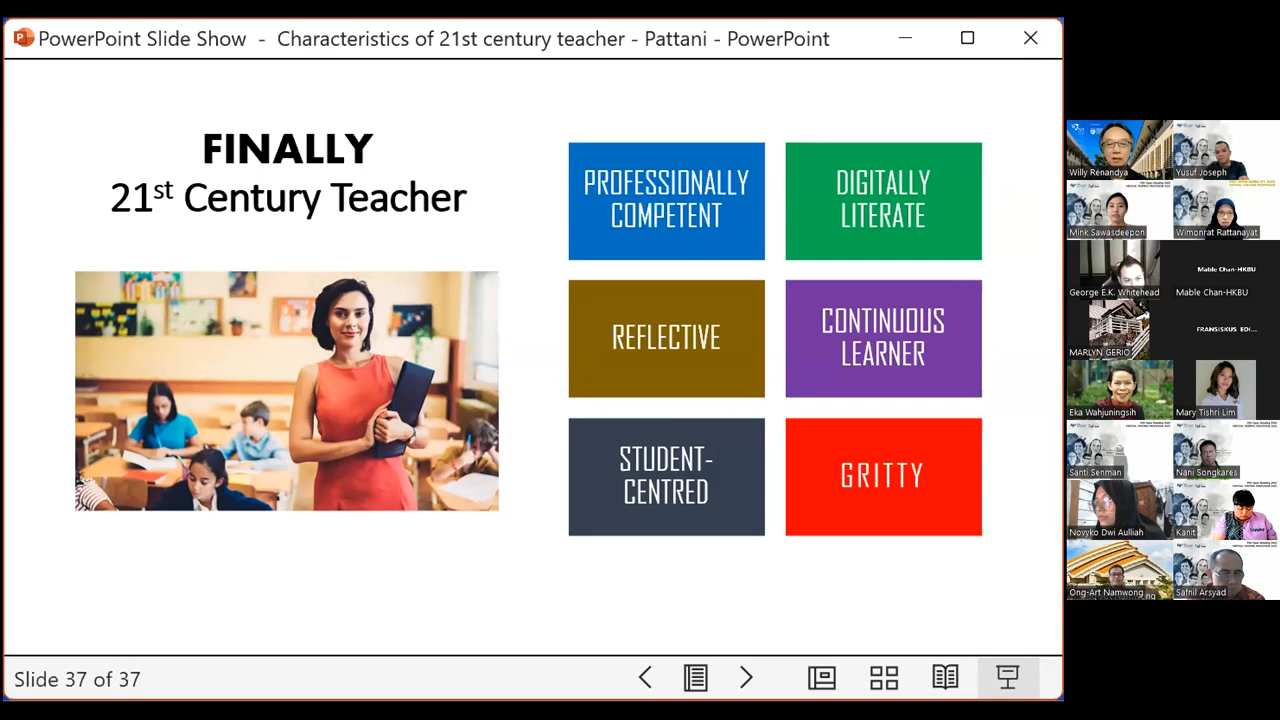 PowerPoint Slide Show - Characteristics of 21st century teacher - Pattani - PowerPoint
FINALLY
21st Century Teacher
PROFESSIONALLY
COMPETENT
DIGITALLY
LITERATE
REFLECTIVE
CONTINUOUS
LEARNER
STUDENT-
CENTRED
GRITTY
Slide 37 of 37
Willy Renandya
Yusuf Joseph
Mink Sawasdeepon
Wimonrat Rattanayat
George E.K. Whitehead
Mable Chan-HKBU
Mable Chan-HKBU
MARLYN GERIO
FRANSISKUS EDI...
Eka Wahjuningsih
Mary Tishri Lim
Santi Senman
Nani Songkares
Novyko Dwi Aulliah
Kanit
Ong-Art Namwong
Safnil Arsyad